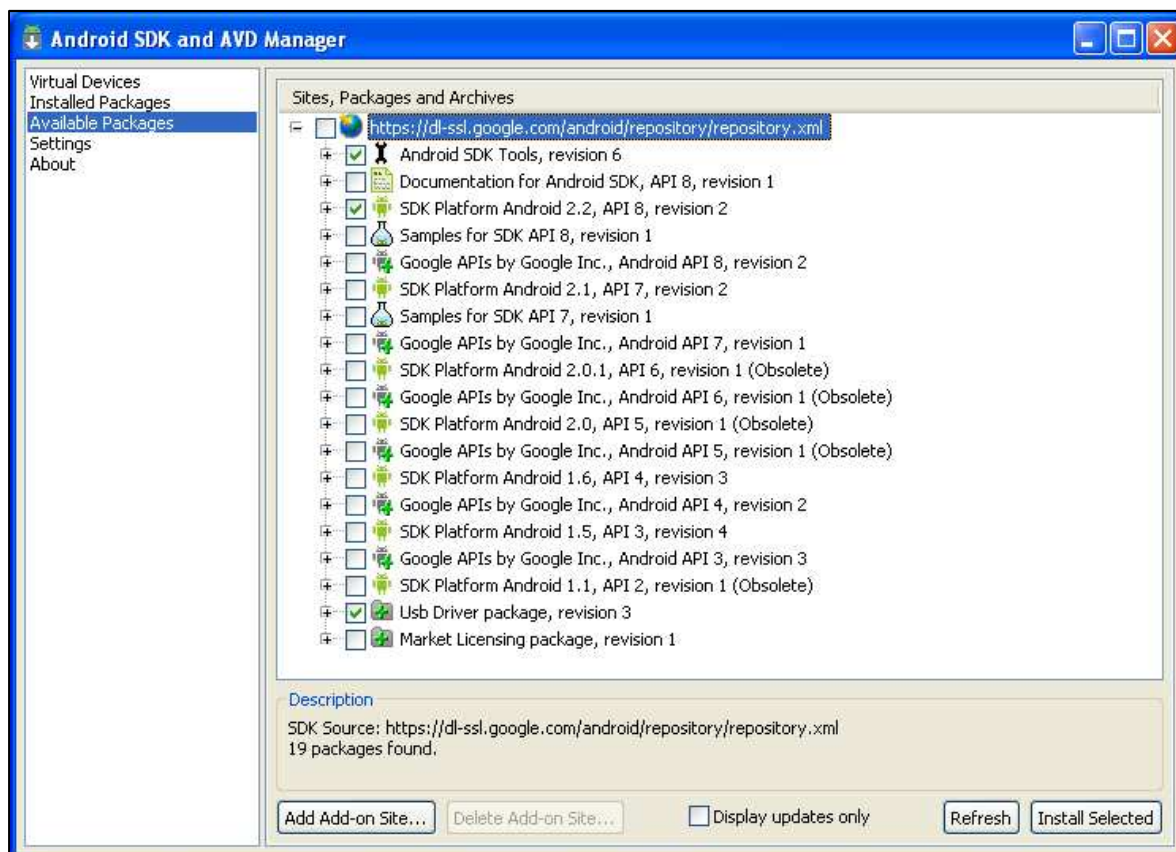 Android SDK and AVD Manager
Virtual Devices
Installed Packages
Available Packages
Settings
About
Sites, Packages and Archives
https://dl-ssl.google.com/android/repository/repository.xml
Android SDK Tools, revision 6
Documentation for Android SDK, API 8, revision 1
SDK Platform Android 2.2, API 8, revision 2
Samples for SDK API 8, revision 1
Google APIs by Google Inc., Android API 8, revision 2
SDK Platform Android 2.1, API 7, revision 2
Samples for SDK API 7, revision 1
Google APIs by Google Inc., Android API 7, revision 1
SDK Platform Android 2.0.1, API 6, revision 1 (Obsolete)
Google APIs by Google Inc., Android API 6, revision 1 (Obsolete)
SDK Platform Android 2.0, API 5, revision 1 (Obsolete)
Google APIs by Google Inc., Android API 5, revision 1 (Obsolete)
SDK Platform Android 1.6, API 4, revision 3
Google APIs by Google Inc., Android API 4, revision 2
SDK Platform Android 1.5, API 3, revision 4
Google APIs by Google Inc., Android API 3, revision 3
SDK Platform Android 1.1, API 2, revision 1 (Obsolete)
Usb Driver package, revision 3
Market Licensing package, revision 1
Description
SDK Source: https://dl-ssl.google.com/android/repository/repository.xml
19 packages found.
Add Add-on Site... Delete Add-on Site... Display updates only Refresh Install Selected